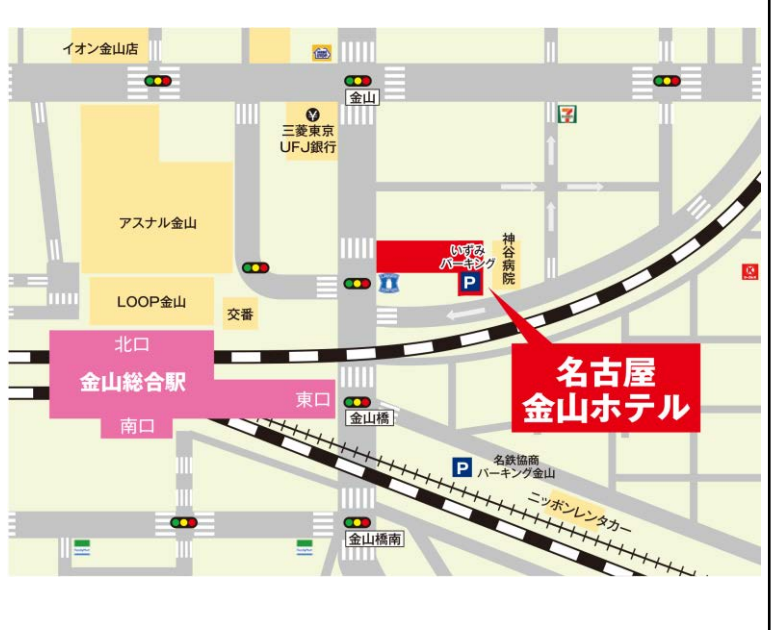 イオン金山店
金山
三菱東京
UFJ銀行
アスナル金山
いずみ
パーキング
P
神谷病院
LOOP金山
交番
北口
金山総合駅
東口
南口
名古屋
金山ホテル
金山橋
P
名鉄協商
パーキング金山
ニッポンレンタカー
金山橋南